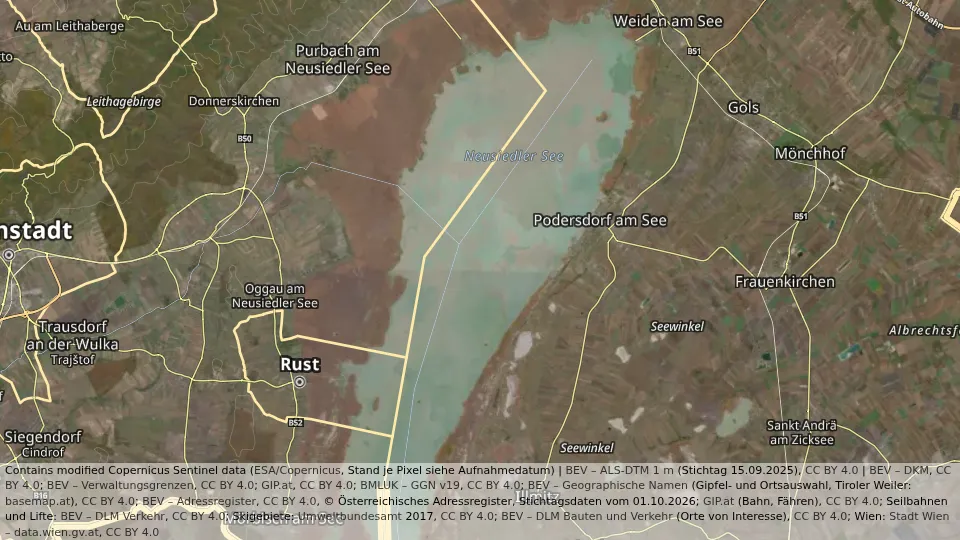 Weiden am See
st-Autobahn
Au am Leithaberge
B51
Purbach am
Neusiedler See
Leithagebirge
Donnerskirchen
Gols
B50
Mönchhof
Neusiedler See
Podersdorf am See
B51
nstadt
Frauenkirchen
Oggau am
Neusiedler See
Seewinkel
Albrechtsf
Trausdorf
an der Wulka
Trajštof
Rust
B52
Sankt Andrä
am Zicksee
Siegendorf
Cindrof
Seewinkel
Contains modified Copernicus Sentinel data (ESA/Copernicus, Stand je Pixel siehe Aufnahmedatum) | BEV – ALS-DTM 1 m (Stichtag 15.09.2025), CC BY 4.0 | BEV – DKM, CC
BY 4.0; BEV – Verwaltungsgrenzen, CC BY 4.0; GIP.at, CC BY 4.0; BMLUK – GGN v19, CC BY 4.0; BEV – Geographische Namen (Gipfel- und Ortsauswahl, Tiroler Weiler:
basemap.at), CC BY 4.0; BEV – Adressregister, CC BY 4.0, © Österreichisches Adressregister, Stichtagsdaten vom 01.10.2026; GIP.at (Bahn, Fähren), CC BY 4.0; Seilbahnen
und Lifte: BEV – DLM Verkehr, CC BY 4.0; Skigebiete: Umweltbundesamt 2017, CC BY 4.0; BEV – DLM Bauten und Verkehr (Orte von Interesse), CC BY 4.0; Wien: Stadt Wien
– data.wien.gv.at, CC BY 4.0
B16
Illmitz